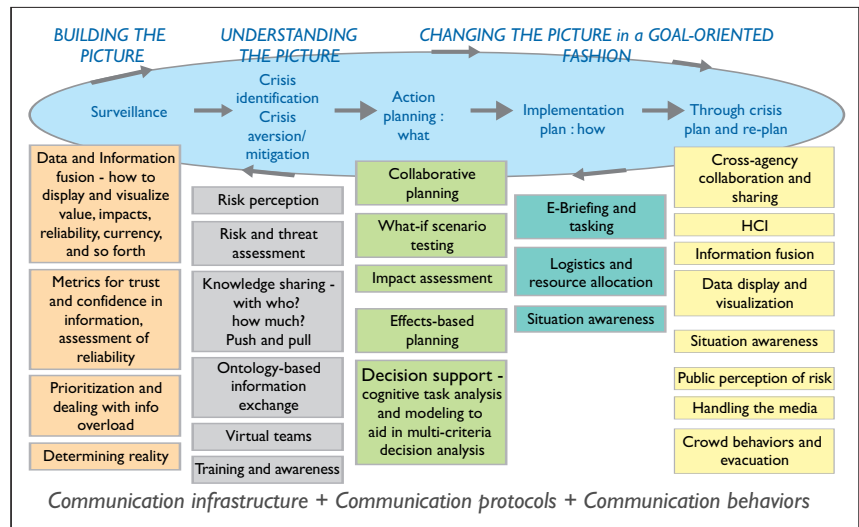 BUILDING THE
PICTURE
UNDERSTANDING
THE PICTURE
CHANGING THE PICTURE in a GOAL-ORIENTED
FASHION
Surveillance
Crisis
identification
Crisis
aversion/
mitigation
Action
planning :
what
Implementation
plan : how
Through crisis
plan and re-plan
Data and Information
fusion - how to
display and visualize
value, impacts,
reliability, currency,
and so forth
Metrics for trust
and confidence in
information,
assessment of
reliability
Prioritization and
dealing with info
overload
Determining reality
Risk perception
Risk and threat
assessment
Knowledge sharing -
with who?
how much?
Push and pull
Ontology-based
information
exchange
Virtual teams
Training and awareness
Collaborative
planning
What-if scenario
testing
Impact assessment
Effects-based
planning
Decision support -
cognitive task analysis
and modeling to
aid in multi-criteria
decision analysis
E-Briefing and
tasking
Logistics and
resource allocation
Situation awareness
Cross-agency
collaboration and
sharing
HCI
Information fusion
Data display and
visualization
Situation awareness
Public perception of risk
Handling the media
Crowd behaviors and
evacuation
Communication infrastructure + Communication protocols + Communication behaviors